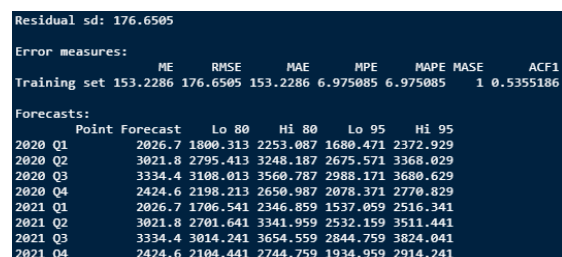 Residual sd: 176.6505
Error measures:
ME RMSE MAE MPE MAPE MASE ACF1
Training set 153.2286 176.6505 153.2286 6.975085 6.975085 1 0.5355186
Forecasts:
Point Forecast Lo 80 Hi 80 Lo 95 Hi 95
2020 Q1 2026.7 1800.313 2253.087 1680.471 2372.929
2020 Q2 3021.8 2795.413 3248.187 2675.571 3368.029
2020 Q3 3334.4 3108.013 3560.787 2988.171 3680.629
2020 Q4 2424.6 2198.213 2650.987 2078.371 2770.829
2021 Q1 2026.7 1706.541 2346.859 1537.059 2516.341
2021 Q2 3021.8 2701.641 3341.959 2532.159 3511.441
2021 Q3 3334.4 3014.241 3654.559 2844.759 3824.041
2021 Q4 2424.6 2104.441 2744.759 1934.959 2914.241